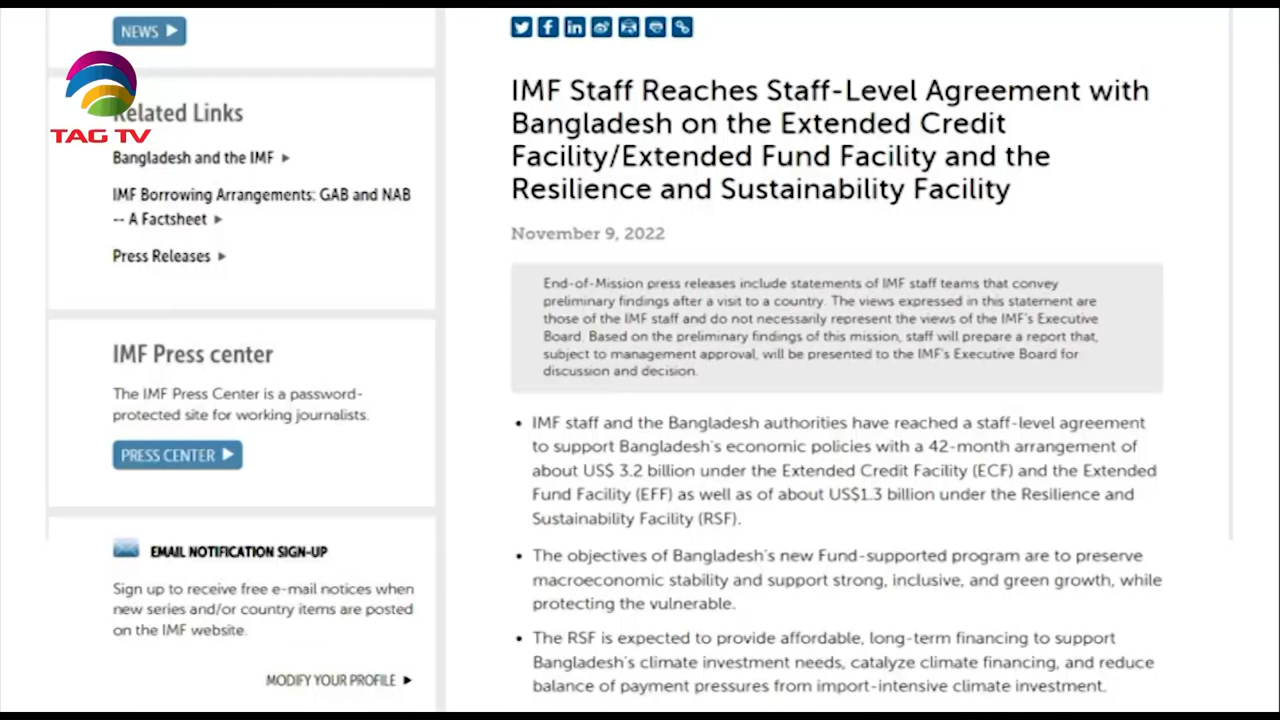 NEWS
Related Links
TAG TV
Bangladesh and the IMF
IMF Borrowing Arrangements: GAB and NAB
-- A Factsheet
Press Releases
IMF Press center
The IMF Press Center is a password-
protected site for working journalists.
PRESS CENTER
EMAIL NOTIFICATION SIGN-UP
Sign up to receive free e-mail notices when
new series and/or country items are posted
on the IMF website.
MODIFY YOUR PROFILE
IMF Staff Reaches Staff-Level Agreement with
Bangladesh on the Extended Credit
Facility/Extended Fund Facility and the
Resilience and Sustainability Facility
November 9, 2022
End-of-Mission press releases include statements of IMF staff teams that convey
preliminary findings after a visit to a country. The views expressed in this statement are
those of the IMF staff and do not necessarily represent the views of the IMF's Executive
Board. Based on the preliminary findings of this mission, staff will prepare a report that,
subject to management approval, will be presented to the IMF's Executive Board for
discussion and decision.
• IMF staff and the Bangladesh authorities have reached a staff-level agreement
to support Bangladesh's economic policies with a 42-month arrangement of
about US$ 3.2 billion under the Extended Credit Facility (ECF) and the Extended
Fund Facility (EFF) as well as of about US$1.3 billion under the Resilience and
Sustainability Facility (RSF).
• The objectives of Bangladesh's new Fund-supported program are to preserve
macroeconomic stability and support strong, inclusive, and green growth, while
protecting the vulnerable.
• The RSF is expected to provide affordable, long-term financing to support
Bangladesh's climate investment needs, catalyze climate financing, and reduce
balance of payment pressures from import-intensive climate investment.